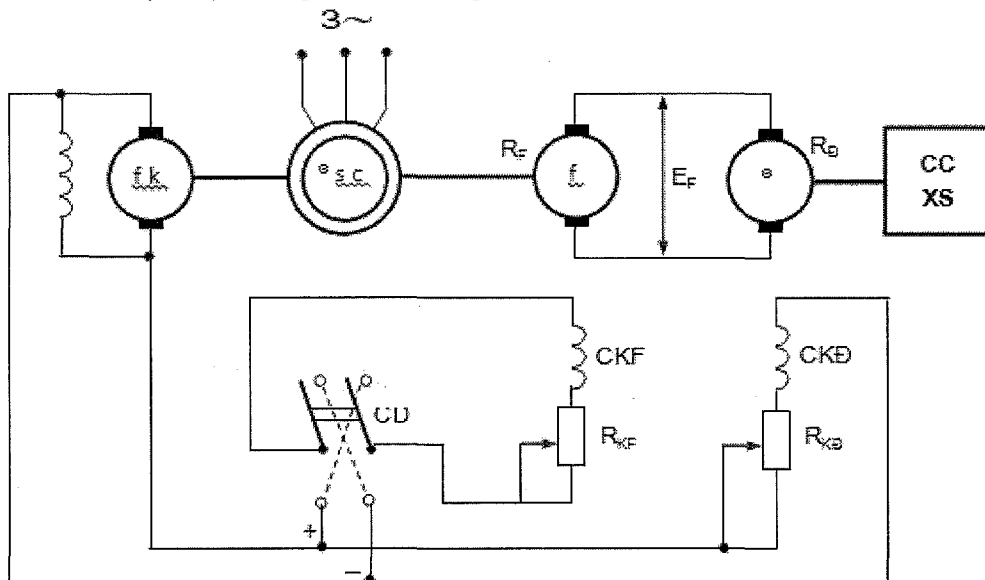 3~
f k
e s c
R_F
f
E_F
e
R_Đ
CC
XS
CKF
CKĐ
CD
R_KF
R_KĐ
+
−